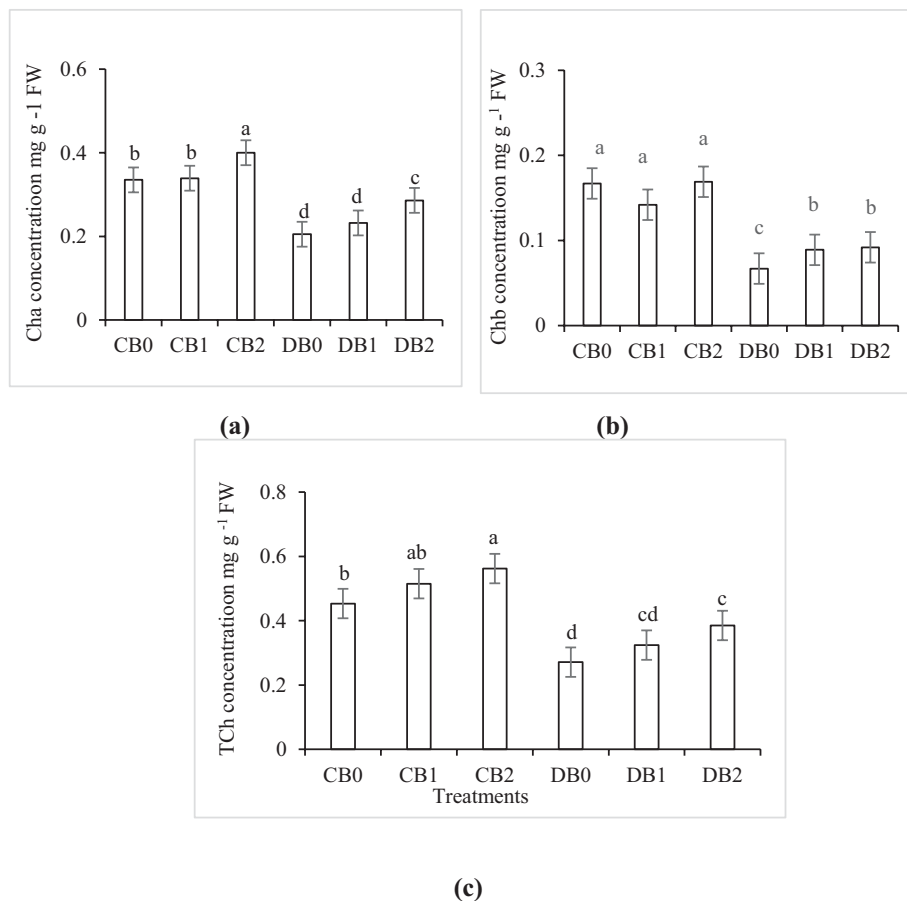 Cha concentratioon mg g -1 FW
0.6
0.4
0.2
0
b
b
a
d
d
c
CB0 CB1 CB2 DB0 DB1 DB2
(a)
Chb concentratioon mg g -¹ FW
0.3
0.2
0.1
0
a
a
a
c
b
b
CB0 CB1 CB2 DB0 DB1 DB2
(b)
TCh concentratioon mg g -¹ FW
0.8
0.6
0.4
0.2
0
b
ab
a
d
cd
c
CB0 CB1 CB2 DB0 DB1 DB2
Treatments
(c)